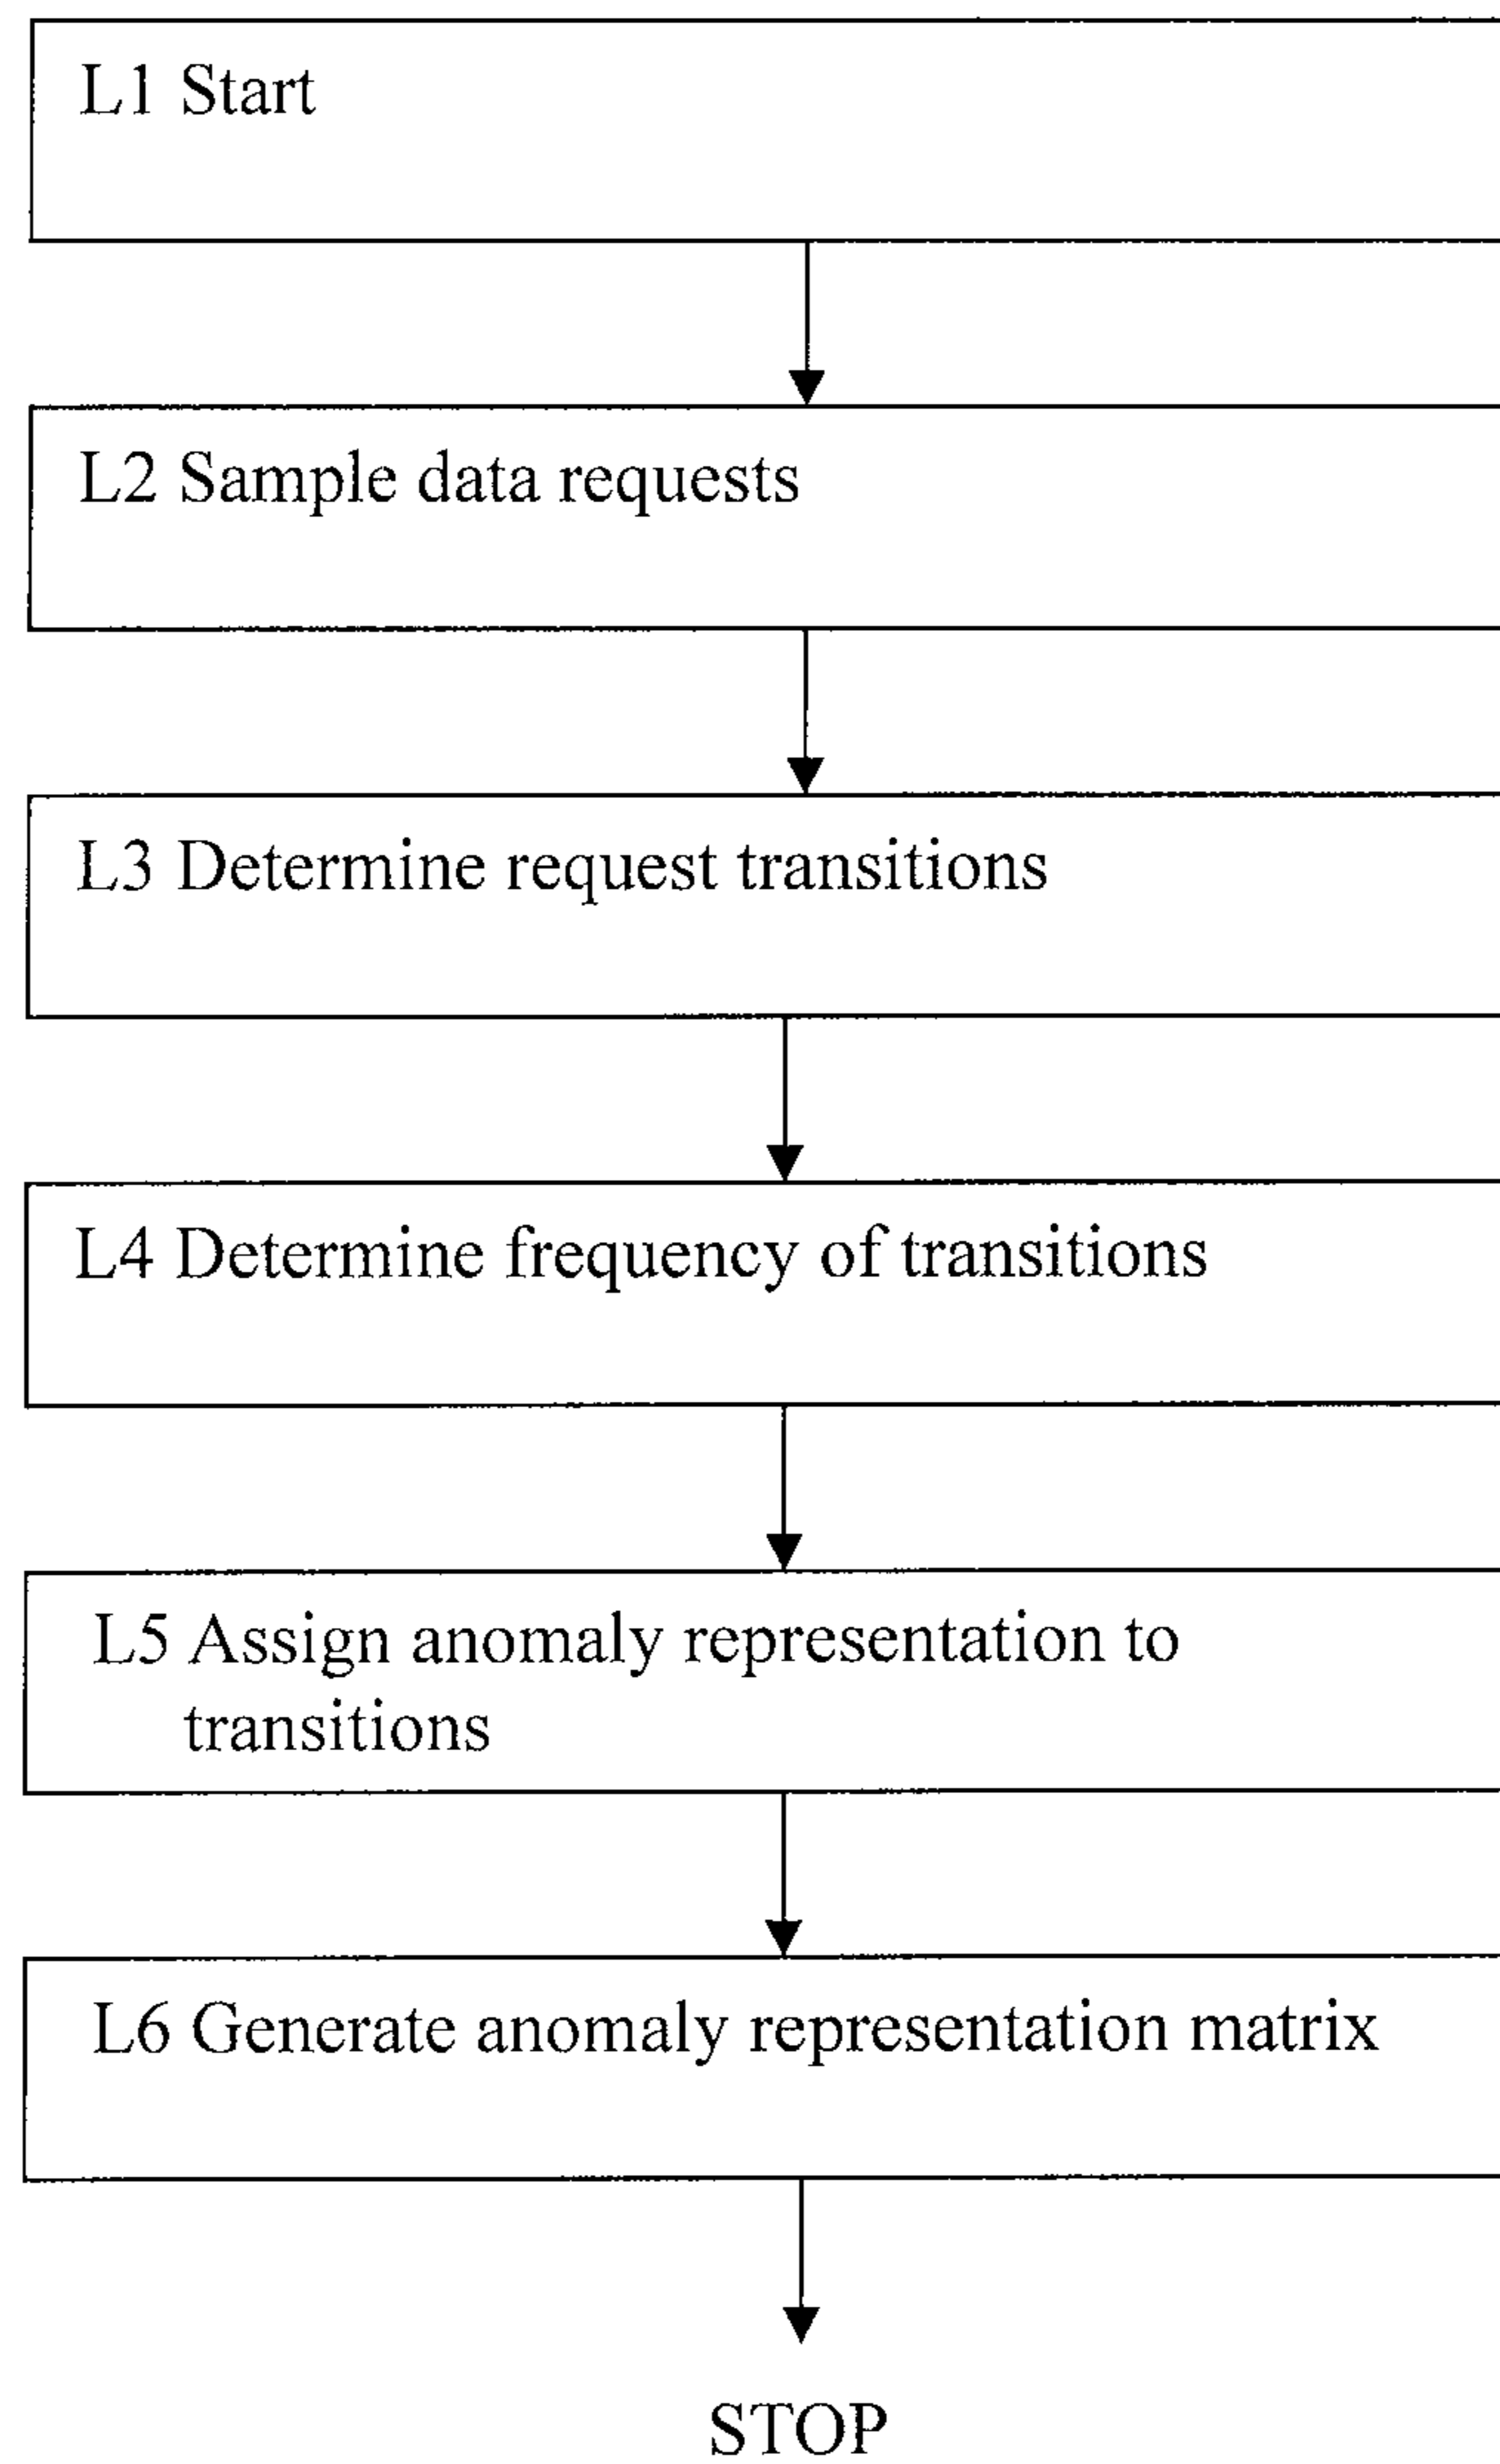 L1 Start
L2 Sample data requests
L3 Determine request transitions
L4 Determine frequency of transitions
L5 Assign anomaly representation to
transitions
L6 Generate anomaly representation matrix
STOP